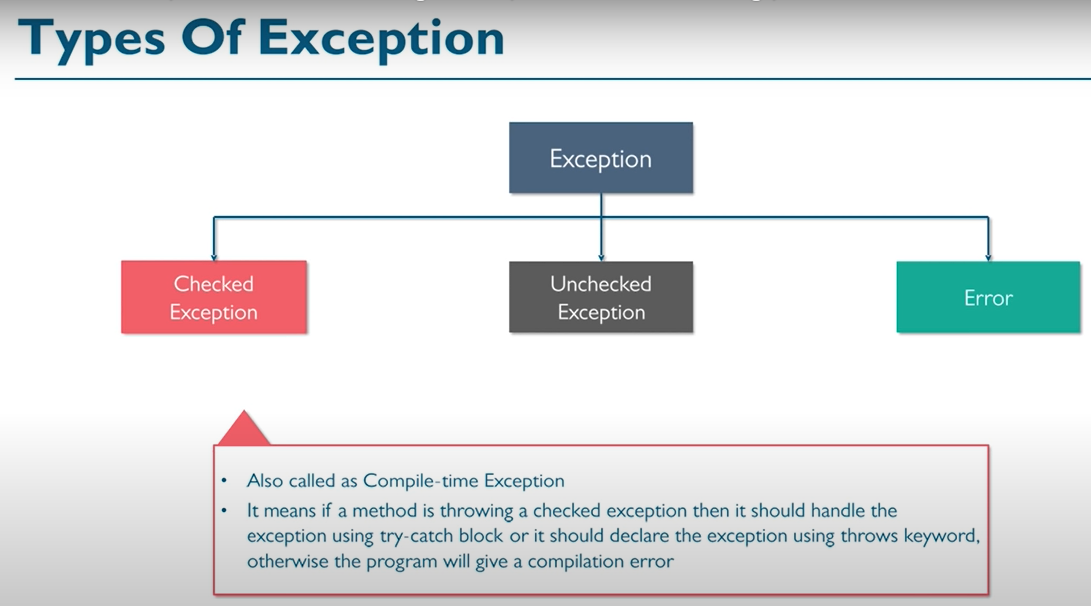 Types Of Exception
Exception
Checked
Exception
Unchecked
Exception
Error
• Also called as Compile-time Exception
• It means if a method is throwing a checked exception then it should handle the
exception using try-catch block or it should declare the exception using throws keyword,
otherwise the program will give a compilation error